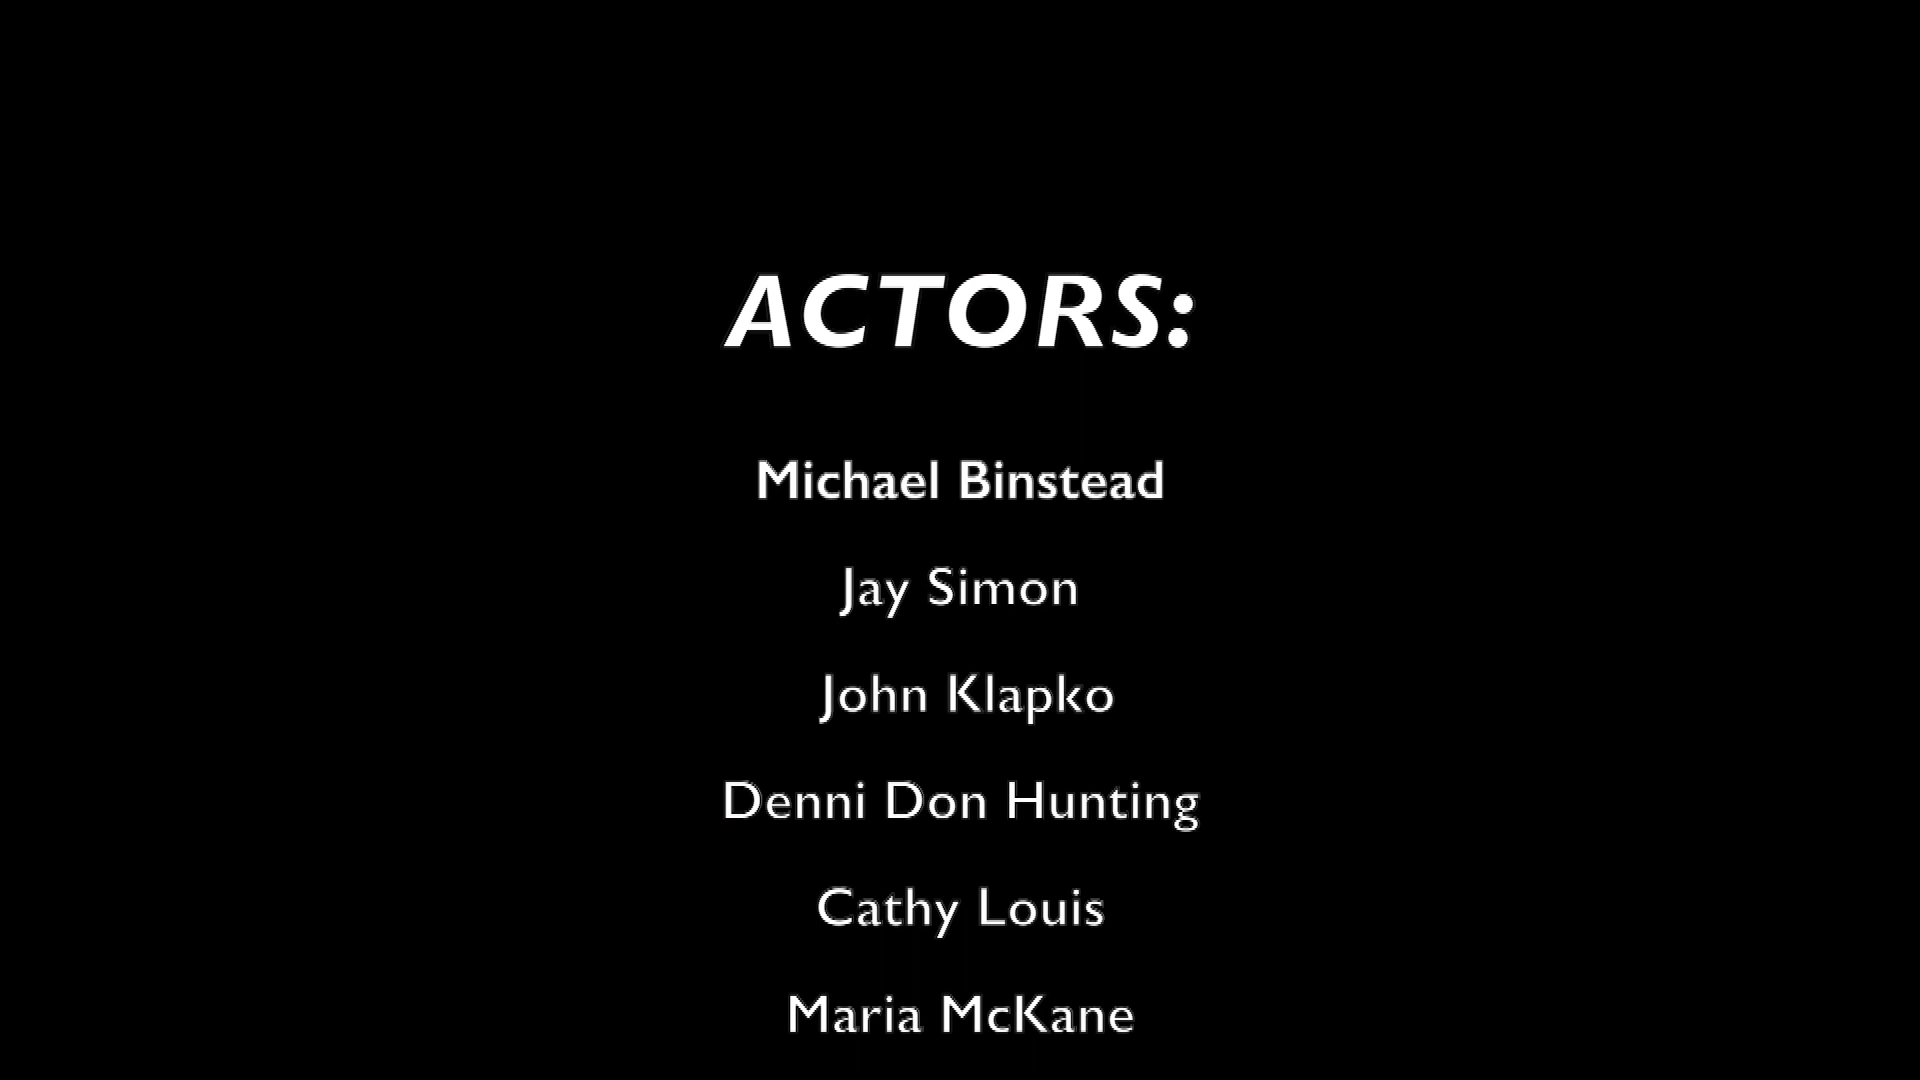 ACTORS:
Michael Binstead
Jay Simon
John Klapko
Denni Don Hunting
Cathy Louis
Maria McKane